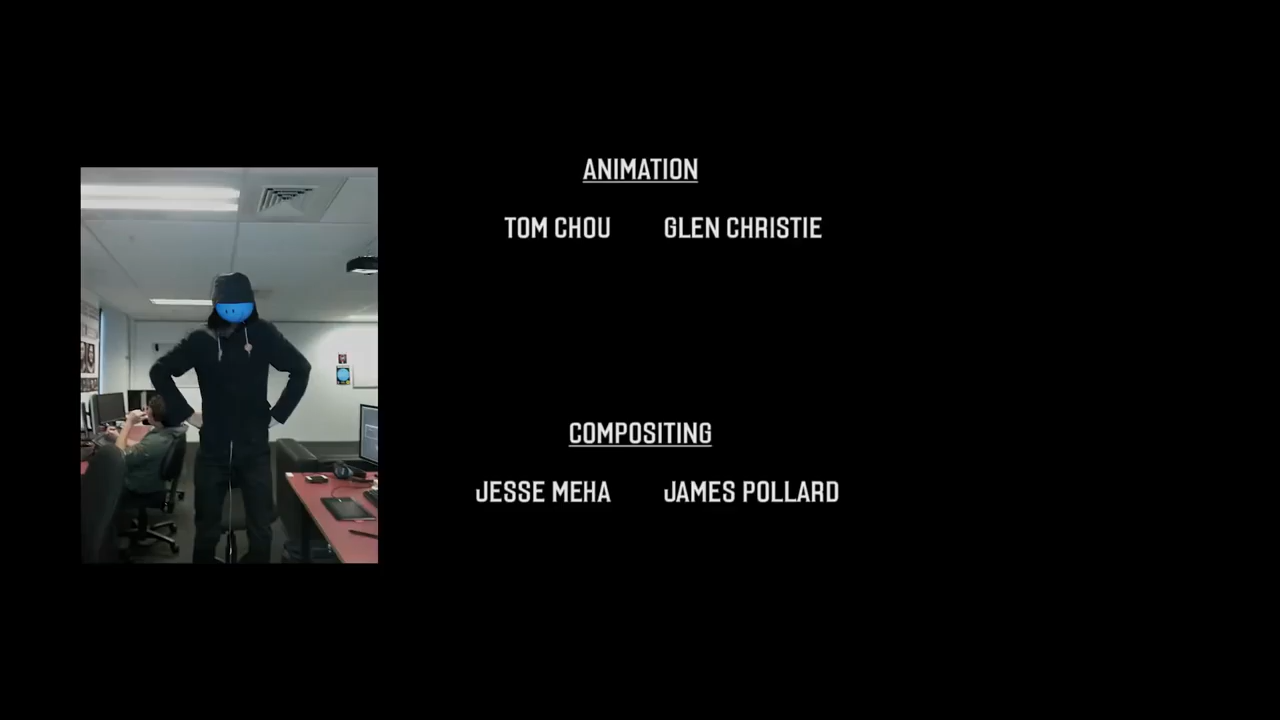 ANIMATION
TOM CHOU GLEN CHRISTIE
COMPOSITING
JESSE MEHA JAMES POLLARD